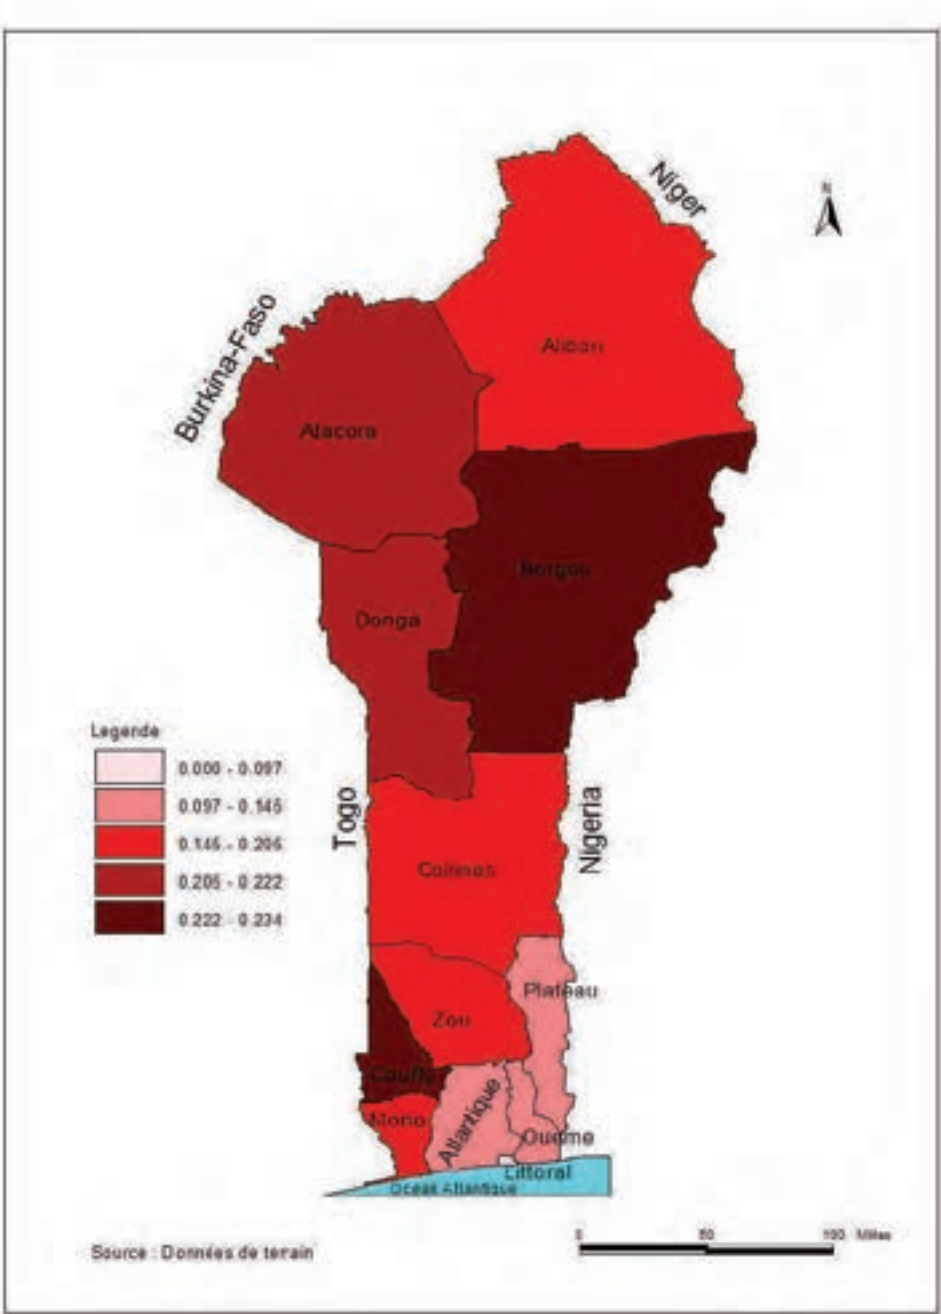 Niger
N
Burkina-Faso
Alibori
Atacora
Borgou
Donga
Legende
0.000 - 0.097
0.097 - 0.145
0.145 - 0.205
0.205 - 0.222
0.222 - 0.234
Togo
Nigeria
Collines
Plateau
Zou
Couffo
Mono
Atlantique
Oueme
Littoral
Ocean Atlantique
Source : Données de terrain
0 50 100 Miles